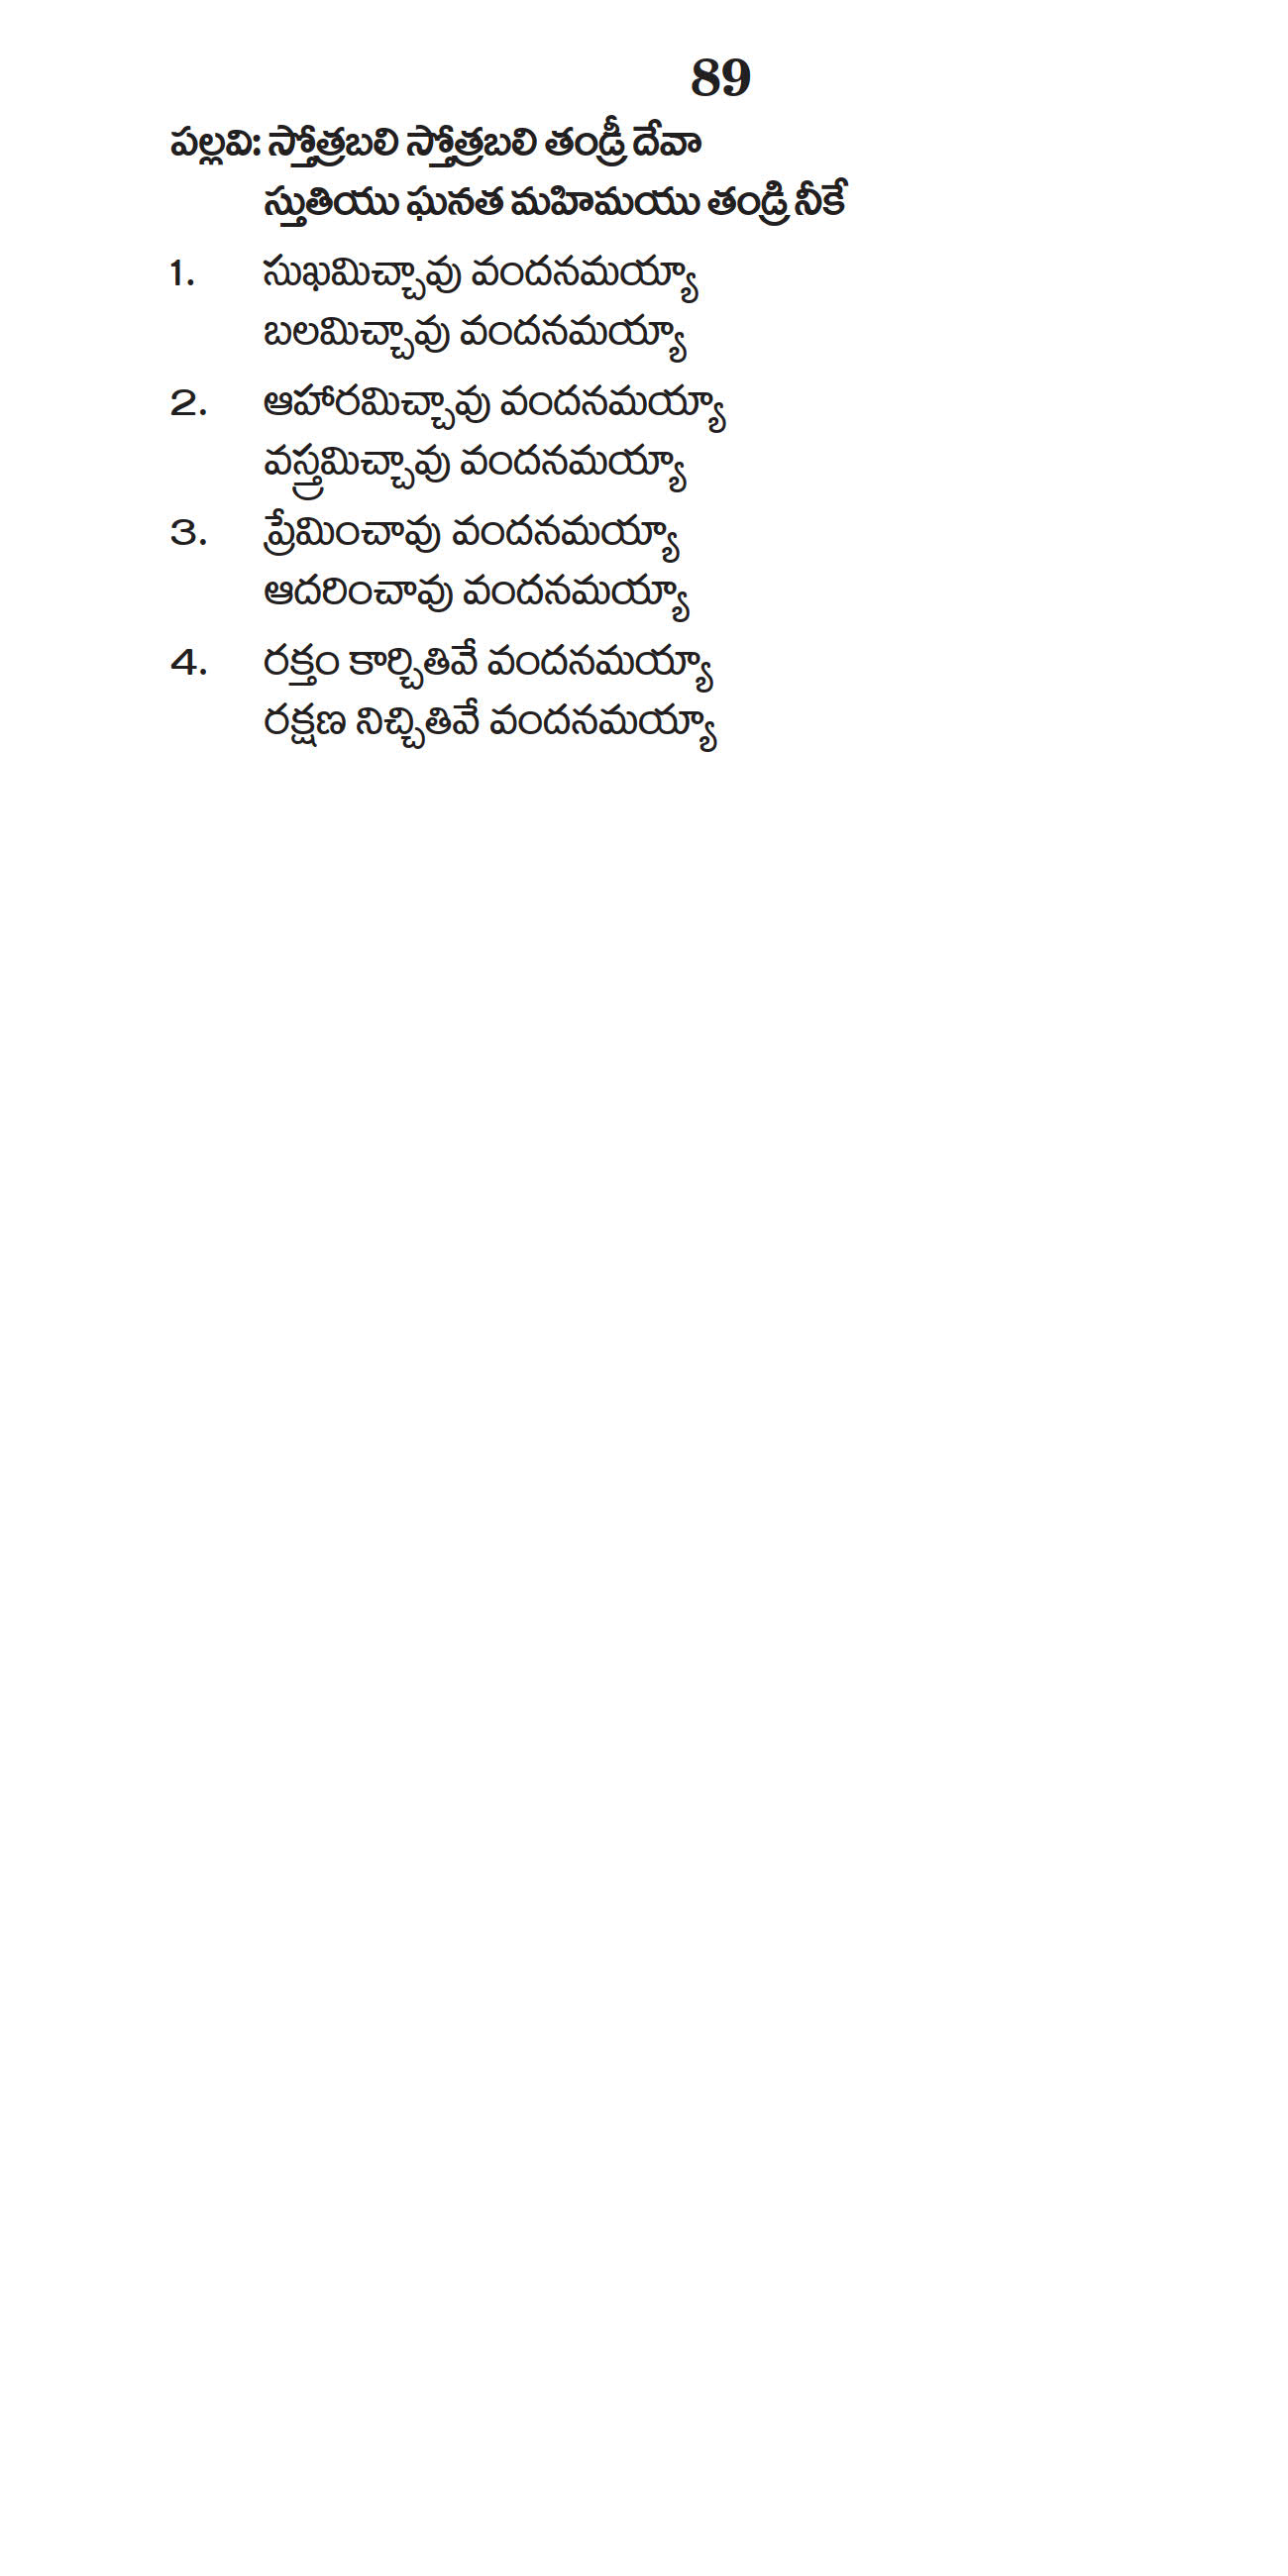 89
పల్లవి: స్తోత్రబలి స్తోత్రబలి తండ్రీ దేవా
స్తుతియు ఘనత మహిమయు తండ్రి నీకే
1. సుఖమిచ్చావు వందనమయ్యా
బలమిచ్చావు వందనమయ్యా
2. ఆహారమిచ్చావు వందనమయ్యా
వస్త్రమిచ్చావు వందనమయ్యా
3. ప్రేమించావు వందనమయ్యా
ఆదరించావు వందనమయ్యా
4. రక్తం కార్చితివే వందనమయ్యా
రక్షణ నిచ్చితివే వందనమయ్యా